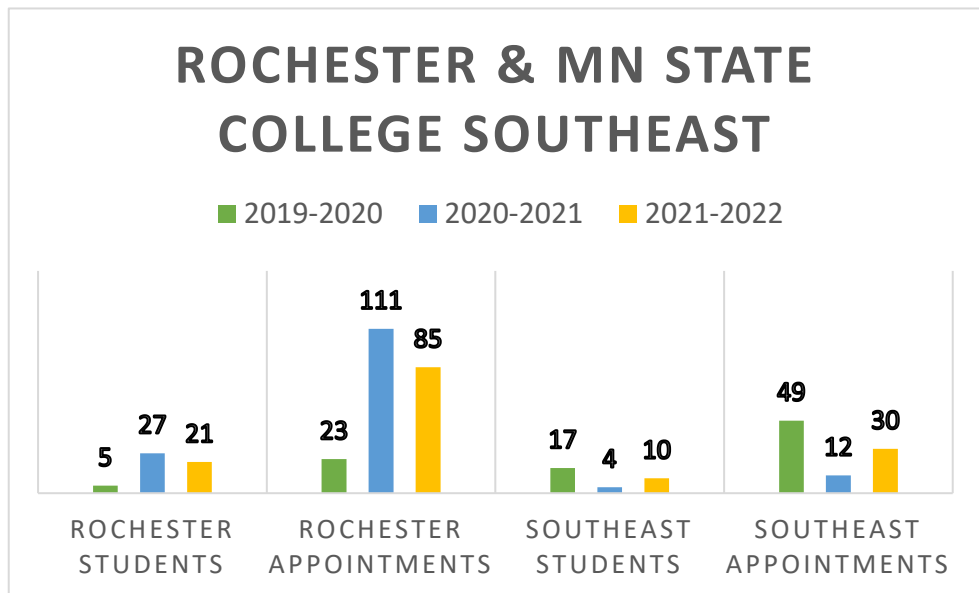 ROCHESTER & MN STATE
COLLEGE SOUTHEAST
2019-2020 2020-2021 2021-2022
5 27 21 23 111 85 17 4 10 49 12 30
ROCHESTER STUDENTS
ROCHESTER APPOINTMENTS
SOUTHEAST STUDENTS
SOUTHEAST APPOINTMENTS